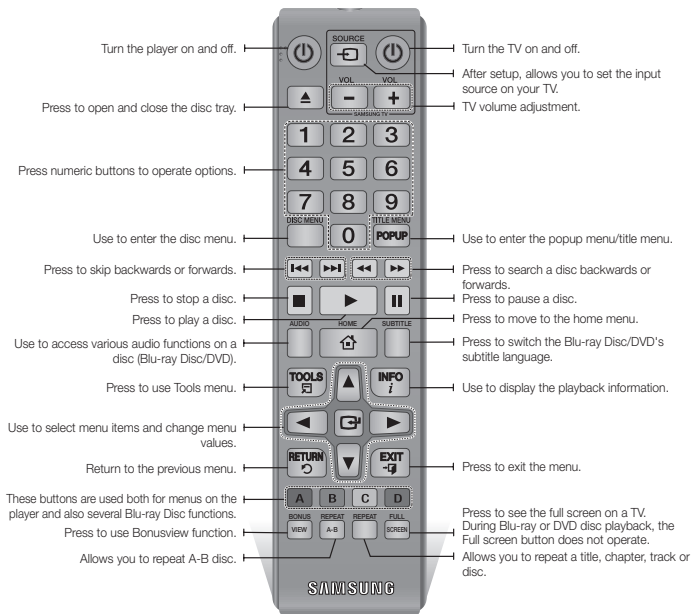 Turn the player on and off.
Press to open and close the disc tray.
Press numeric buttons to operate options.
Use to enter the disc menu.
Press to skip backwards or forwards.
Press to stop a disc.
Press to play a disc.
Use to access various audio functions on a
disc (Blu-ray Disc/DVD).
Press to use Tools menu.
Use to select menu items and change menu
values.
Return to the previous menu.
These buttons are used both for menus on the
player and also several Blu-ray Disc functions.
Press to use Bonusview function.
Allows you to repeat A-B disc.
SOURCE
VOL VOL
SAMSUNG TV
1 2 3
4 5 6
7 8 9
DISC MENU 0 TITLE MENU
POPUP
AUDIO HOME SUBTITLE
TOOLS INFO
i
RETURN EXIT
A B C D
BONUS REPEAT REPEAT FULL
VIEW A-B SCREEN
SAMSUNG
Turn the TV on and off.
After setup, allows you to set the input
source on your TV.
TV volume adjustment.
Use to enter the popup menu/title menu.
Press to search a disc backwards or
forwards.
Press to pause a disc.
Press to move to the home menu.
Press to switch the Blu-ray Disc/DVD's
subtitle language.
Use to display the playback information.
Press to exit the menu.
Press to see the full screen on a TV.
During Blu-ray or DVD disc playback, the
Full screen button does not operate.
Allows you to repeat a title, chapter, track or
disc.